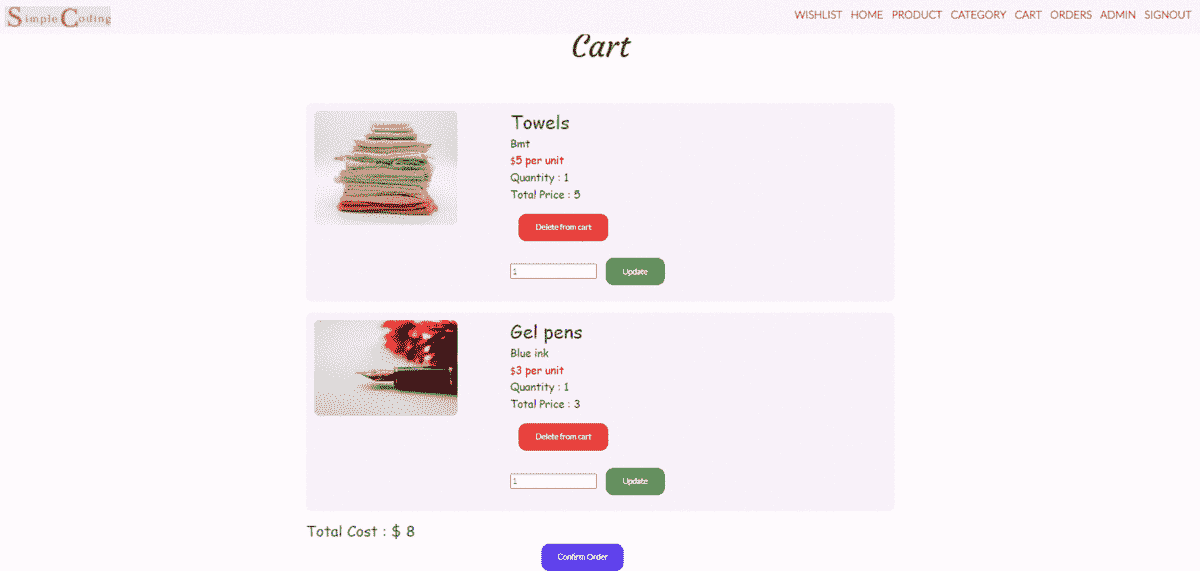 Simple Coding
WISHLIST HOME PRODUCT CATEGORY CART ORDERS ADMIN SIGNOUT
Cart
Towels
Bmt
$5 per unit
Quantity : 1
Total Price : 5
Delete from cart
1
Update
Gel pens
Blue ink
$3 per unit
Quantity : 1
Total Price : 3
Delete from cart
1
Update
Total Cost : $ 8
Confirm Order